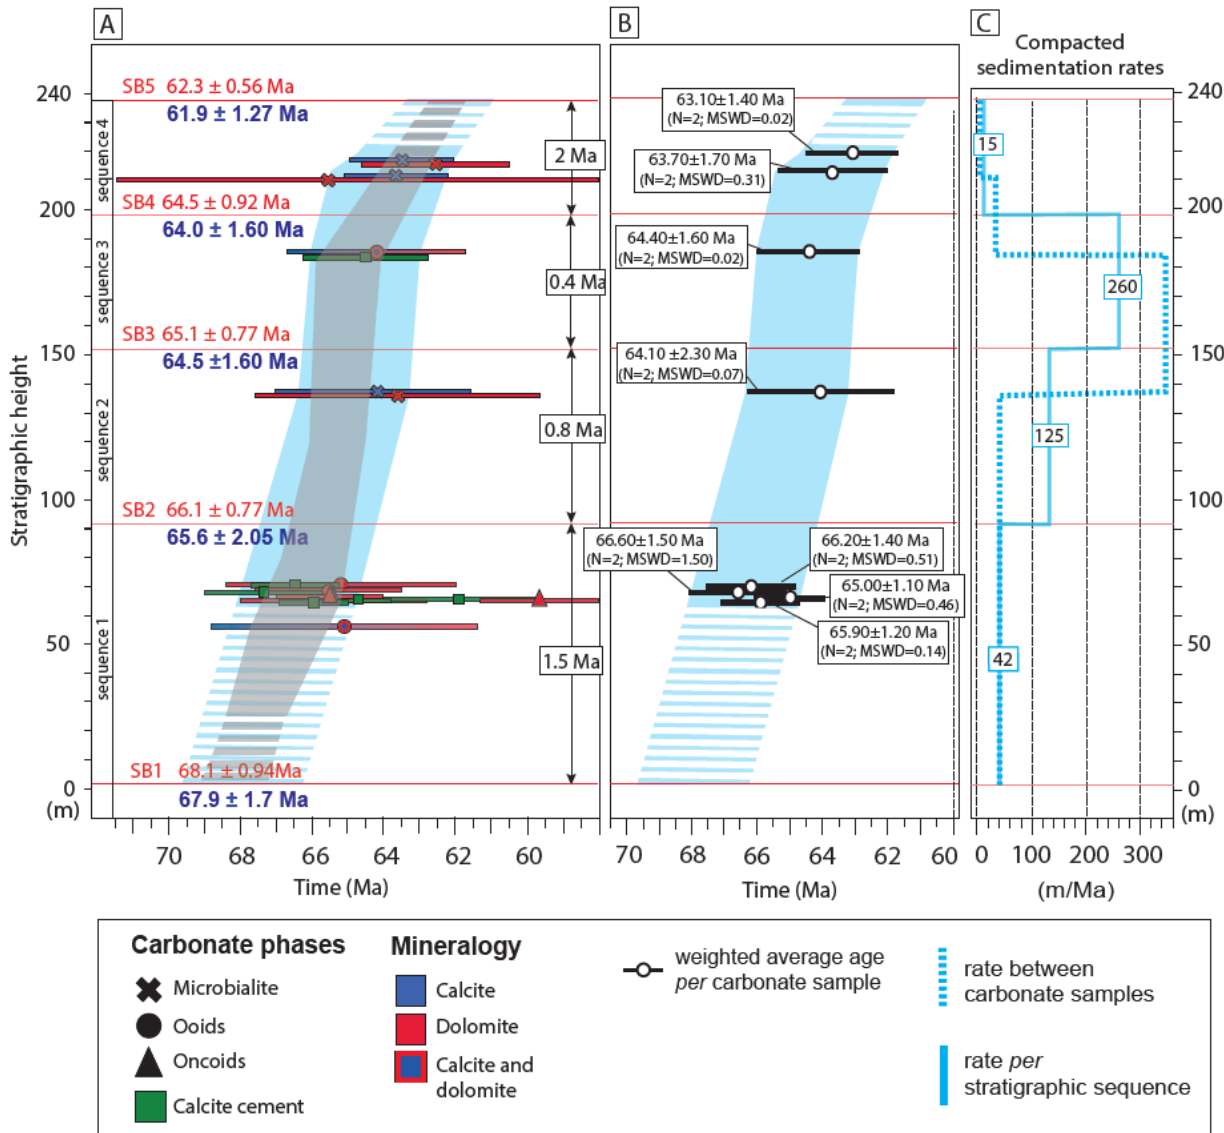 A
B
C
Compacted
sedimentation rates
SB5 62.3 ± 0.56 Ma
61.9 ± 1.27 Ma
SB4 64.5 ± 0.92 Ma
64.0 ± 1.60 Ma
SB3 65.1 ± 0.77 Ma
64.5 ±1.60 Ma
SB2 66.1 ± 0.77 Ma
65.6 ± 2.05 Ma
SB1 68.1 ± 0.94Ma
67.9 ± 1.7 Ma
Stratigraphic height
240
200
150
100
50
0
(m)
sequence 4
sequence 3
sequence 2
sequence 1
2 Ma
0.4 Ma
0.8 Ma
1.5 Ma
70 68 66 64 62 60
Time (Ma)
63.10±1.40 Ma
(N=2; MSWD=0.02)
63.70±1.70 Ma
(N=2; MSWD=0.31)
64.40±1.60 Ma
(N=2; MSWD=0.02)
64.10 ±2.30 Ma
(N=2; MSWD=0.07)
66.60±1.50 Ma
(N=2; MSWD=1.50)
66.20±1.40 Ma
(N=2; MSWD=0.51)
65.00±1.10 Ma
(N=2; MSWD=0.46)
65.90±1.20 Ma
(N=2; MSWD=0.14)
70 68 66 64 62 60
Time (Ma)
15
260
125
42
240
200
150
100
50
0
(m)
0 100 200 300
(m/Ma)
Carbonate phases
Microbialite
Ooids
Oncoids
Calcite cement
Mineralogy
Calcite
Dolomite
Calcite and
dolomite
weighted average age
per carbonate sample
rate between
carbonate samples
rate per
stratigraphic sequence